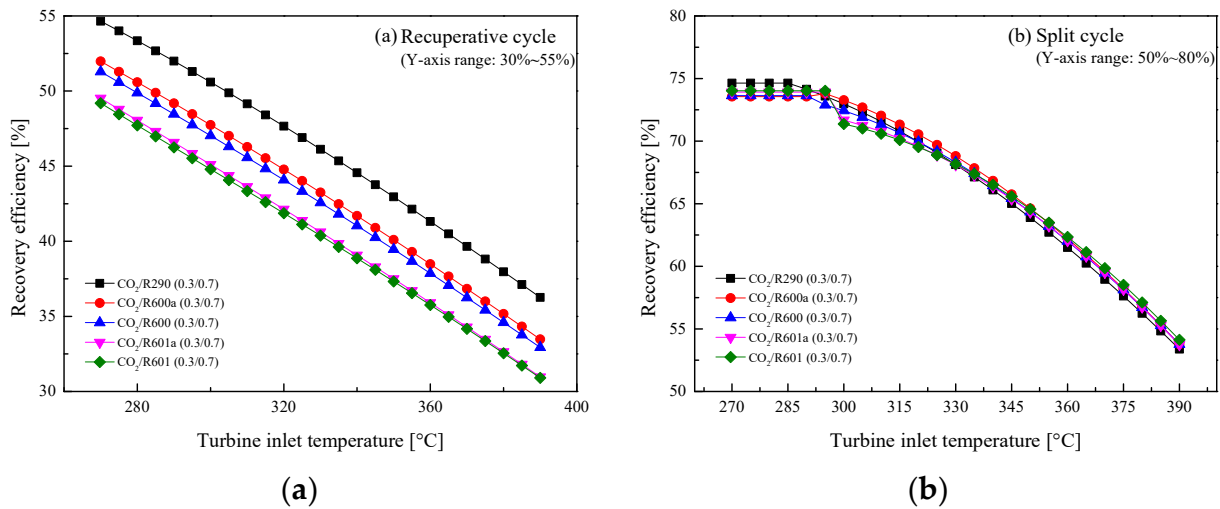 (a) Recuperative cycle
(Y-axis range: 30%~55%)
Recovery efficiency [%]
55
50
45
40
35
30
CO₂/R290 (0.3/0.7)
CO₂/R600a (0.3/0.7)
CO₂/R600 (0.3/0.7)
CO₂/R601a (0.3/0.7)
CO₂/R601 (0.3/0.7)
280 320 360 400
Turbine inlet temperature [°C]
(a)
(b) Split cycle
(Y-axis range: 50%~80%)
Recovery efficiency [%]
80
75
70
65
60
55
50
CO₂/R290 (0.3/0.7)
CO₂/R600a (0.3/0.7)
CO₂/R600 (0.3/0.7)
CO₂/R601a (0.3/0.7)
CO₂/R601 (0.3/0.7)
270 285 300 315 330 345 360 375 390
Turbine inlet temperature [°C]
(b)